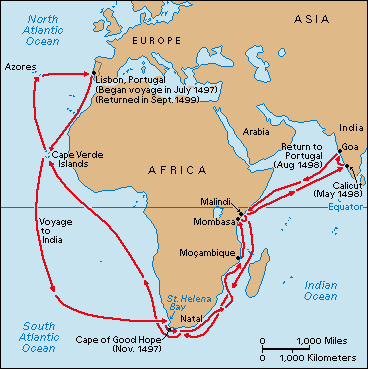 North
Atlantic
Ocean
ASIA
EUROPE
Azores
Lisbon, Portugal
(Began voyage in July 1497)
(Returned in Sept. 1499)
Arabia
India
Return to
Portugal
(Aug 1498)
Goa
Cape Verde
Islands
AFRICA
Calicut
(May 1498)
Malindi
Equator
Mombasa
Voyage
to
India
Moçambique
St. Helena
Bay
Indian
Ocean
Natal
South
Atlantic
Ocean
Cape of Good Hope
(Nov. 1497)
0 1,000 Miles
0 1,000 Kilometers